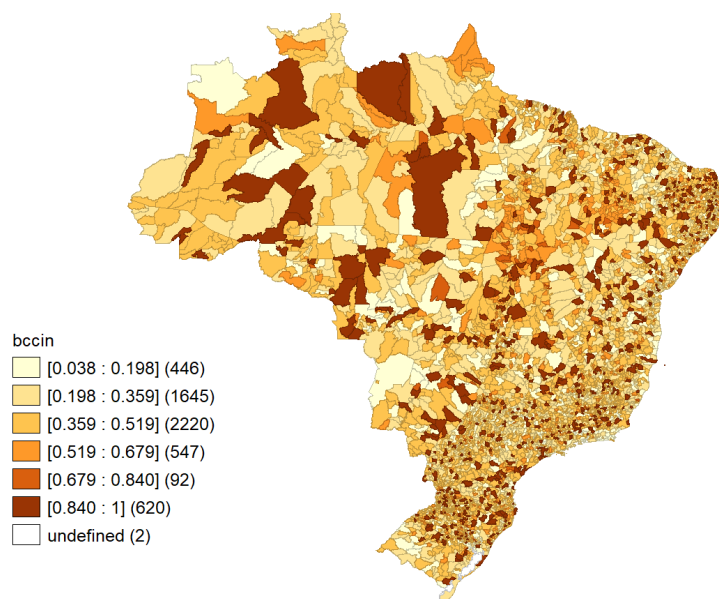 bccin
[0.038 : 0.198] (446)
[0.198 : 0.359] (1645)
[0.359 : 0.519] (2220)
[0.519 : 0.679] (547)
[0.679 : 0.840] (92)
[0.840 : 1] (620)
undefined (2)